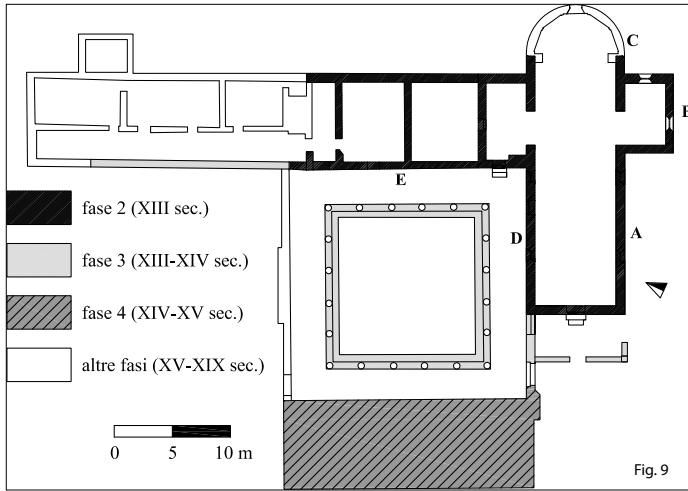 C
B
E
D
A
fase 2 (XIII sec.)
fase 3 (XIII-XIV sec.)
fase 4 (XIV-XV sec.)
altre fasi (XV-XIX sec.)
0 5 10 m
Fig. 9